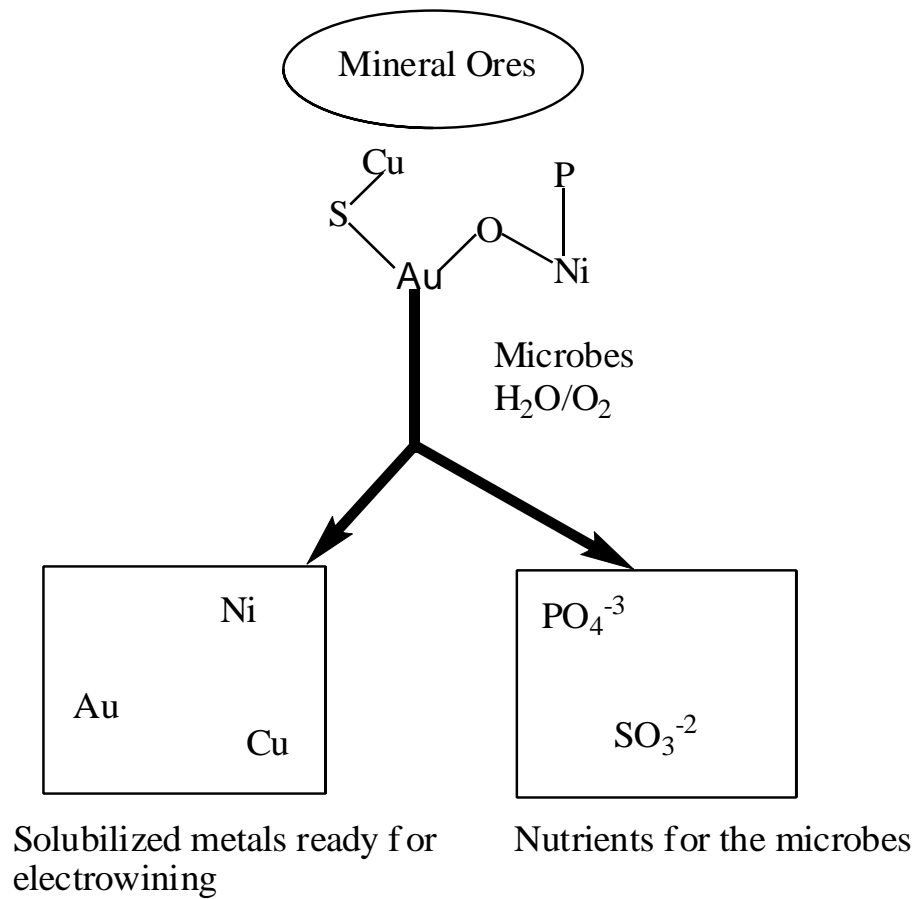 Mineral Ores
Cu
P
S
O
Au
Ni
Microbes
H₂O/O₂
Ni
Au
Cu
PO₄⁻³
SO₃⁻²
Solubilized metals ready for
electrowining
Nutrients for the microbes